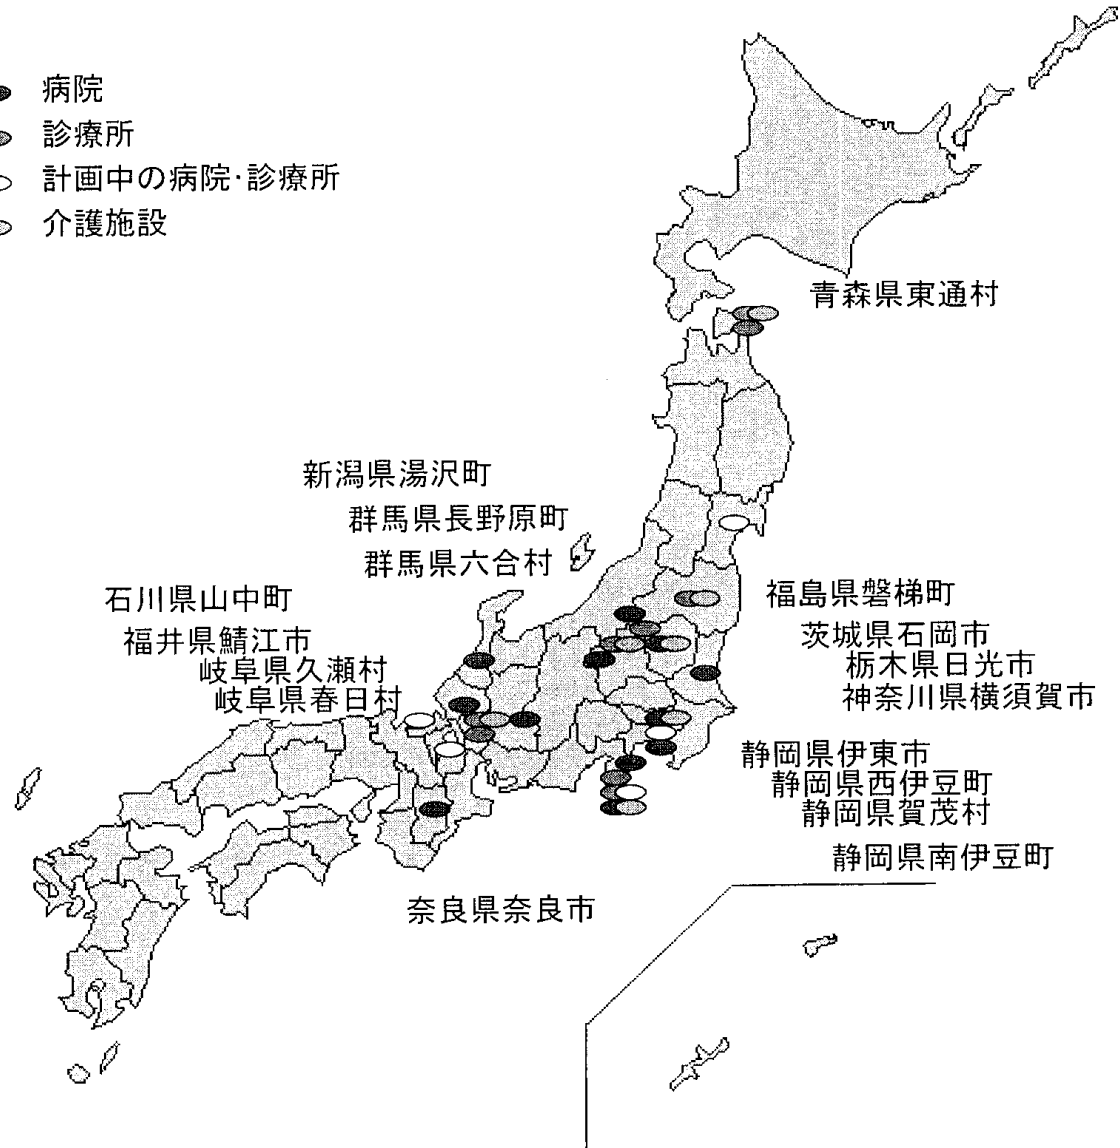 病院
診療所
計画中の病院・診療所
介護施設
青森県東通村
新潟県湯沢町
群馬県長野原町
群馬県六合村
石川県山中町
福井県鯖江市
岐阜県久瀬村
岐阜県春日村
福島県磐梯町
茨城県石岡市
栃木県日光市
神奈川県横須賀市
静岡県伊東市
静岡県西伊豆町
静岡県賀茂村
静岡県南伊豆町
奈良県奈良市